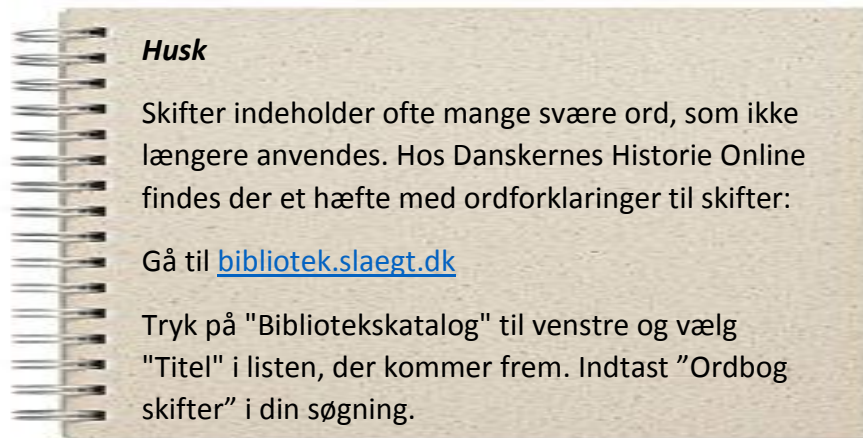 Husk
Skifter indeholder ofte mange svære ord, som ikke
længere anvendes. Hos Danskernes Historie Online
findes der et hæfte med ordforklaringer til skifter:
Gå til bibliotek.slaegt.dk
Tryk på "Bibliotekskatalog" til venstre og vælg
"Titel" i listen, der kommer frem. Indtast ”Ordbog
skifter” i din søgning.